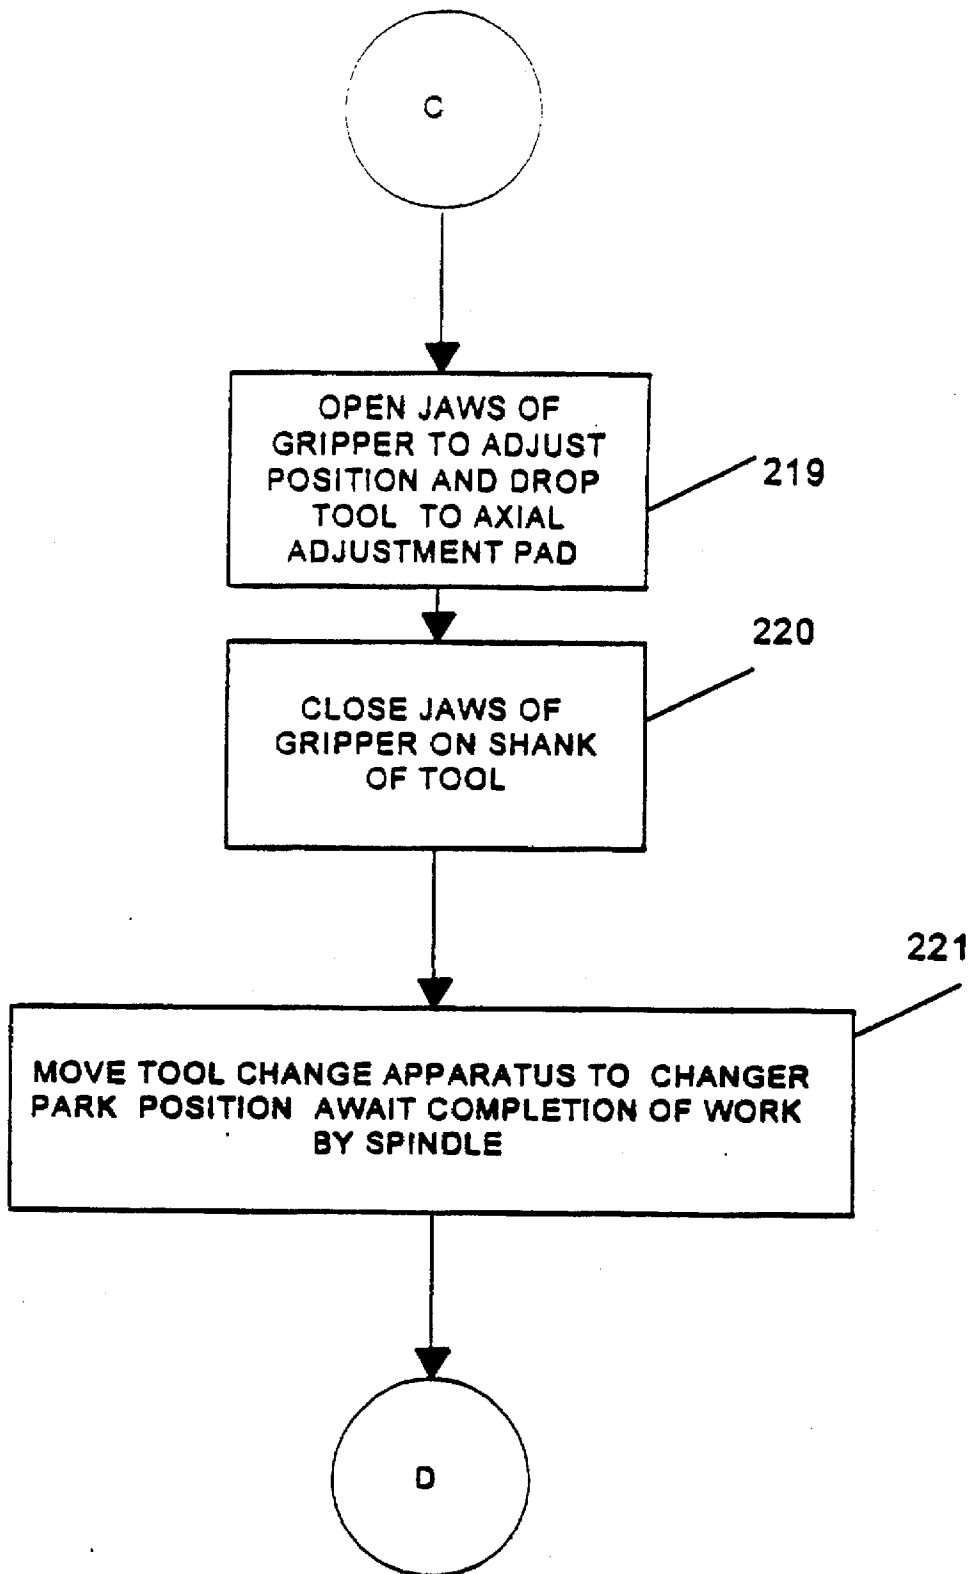 C
OPEN JAWS OF
GRIPPER TO ADJUST
POSITION AND DROP
TOOL TO AXIAL
ADJUSTMENT PAD
219
220
CLOSE JAWS OF
GRIPPER ON SHANK
OF TOOL
221
MOVE TOOL CHANGE APPARATUS TO CHANGER
PARK POSITION AWAIT COMPLETION OF WORK
BY SPINDLE
D